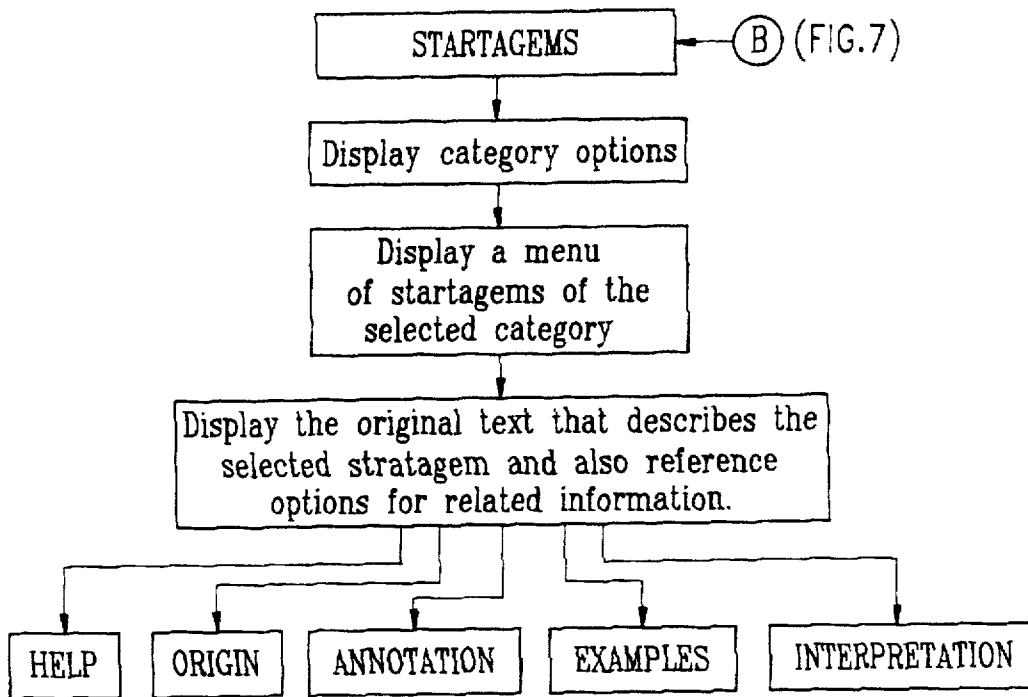 STARTAGEMS
B (FIG.7)
Display category options
Display a menu
of startagems of the
selected category
Display the original text that describes the
selected stratagem and also reference
options for related information.
HELP
ORIGIN
ANNOTATION
EXAMPLES
INTERPRETATION